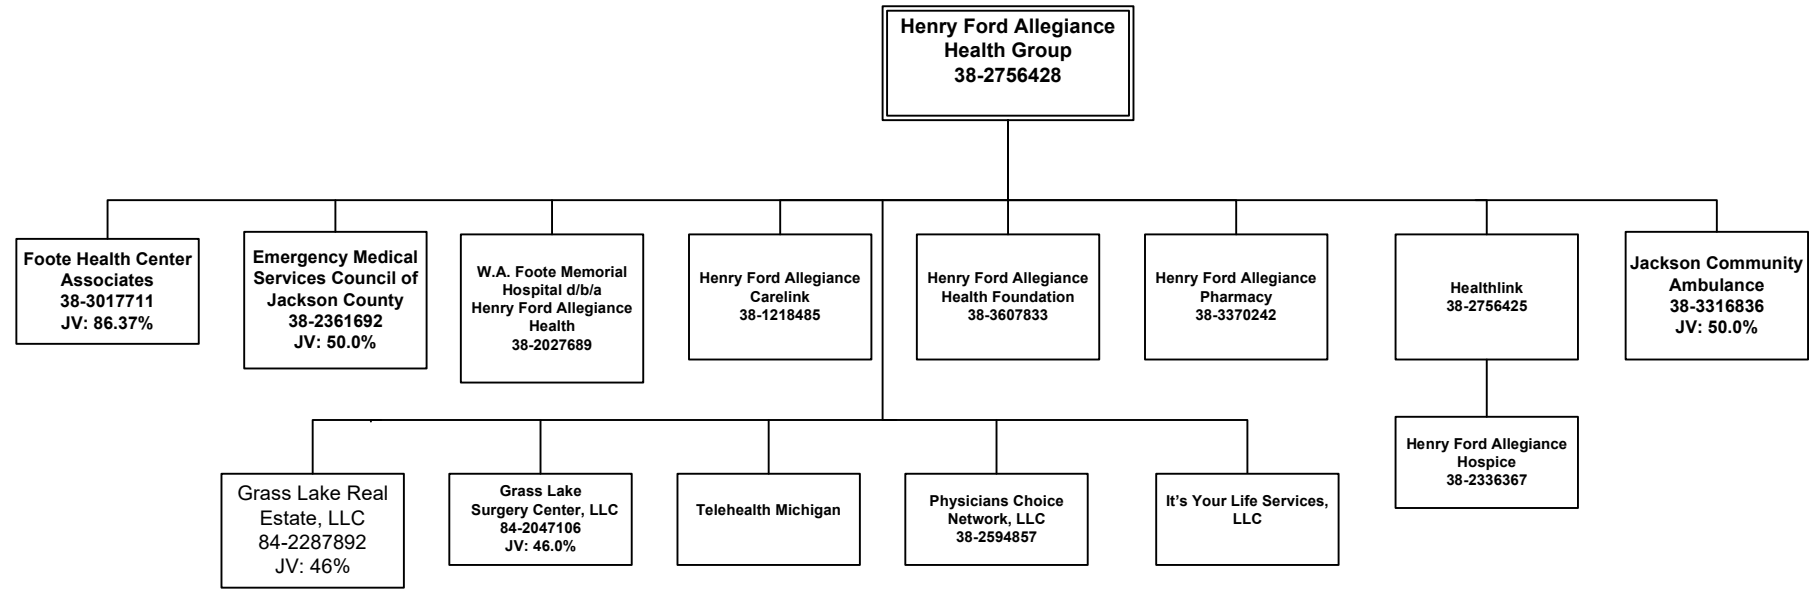 Henry Ford Allegiance
Health Group
38-2756428
Foote Health Center
Associates
38-3017711
JV: 86.37%
Emergency Medical
Services Council of
Jackson County
38-2361692
JV: 50.0%
W.A. Foote Memorial
Hospital d/b/a
Henry Ford Allegiance
Health
38-2027689
Henry Ford Allegiance
Carelink
38-1218485
Henry Ford Allegiance
Health Foundation
38-3607833
Henry Ford Allegiance
Pharmacy
38-3370242
Healthlink
38-2756425
Jackson Community
Ambulance
38-3316836
JV: 50.0%
Grass Lake Real
Estate, LLC
84-2287892
JV: 46%
Grass Lake
Surgery Center, LLC
84-2047106
JV: 46.0%
Telehealth Michigan
Physicians Choice
Network, LLC
38-2594857
It's Your Life Services,
LLC
Henry Ford Allegiance
Hospice
38-2336367